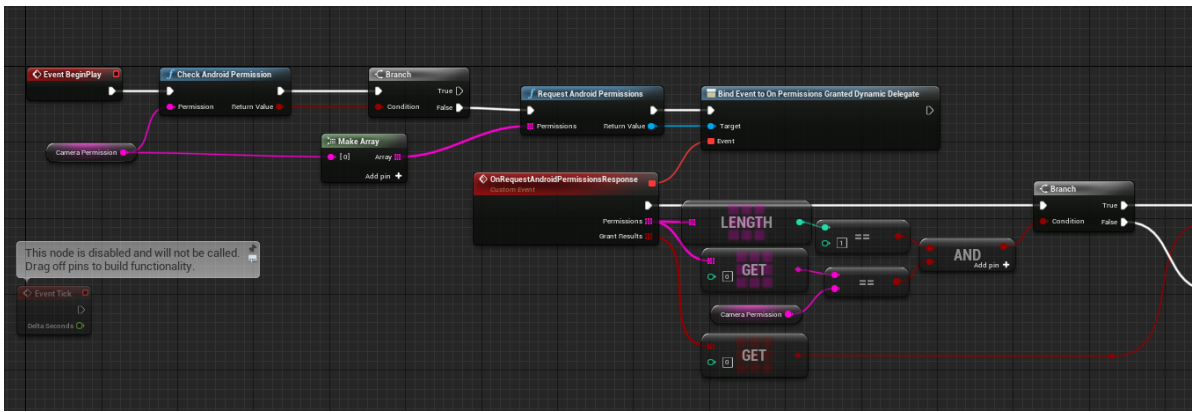 Event BeginPlay
Check Android Permission
Permission
Return Value
Branch
True
Condition
False
Camera Permission
Make Array
[0]
Array
Add pin
Request Android Permissions
Permissions
Return Value
Bind Event to On Permissions Granted Dynamic Delegate
Target
Event
OnRequestAndroidPermissionsResponse
Custom Event
Permissions
Grant Results
LENGTH
1
==
0
GET
==
Camera Permission
0
GET
AND
Add pin
Branch
True
Condition
False
This node is disabled and will not be called.
Drag off pins to build functionality.
Event Tick
Delta Seconds